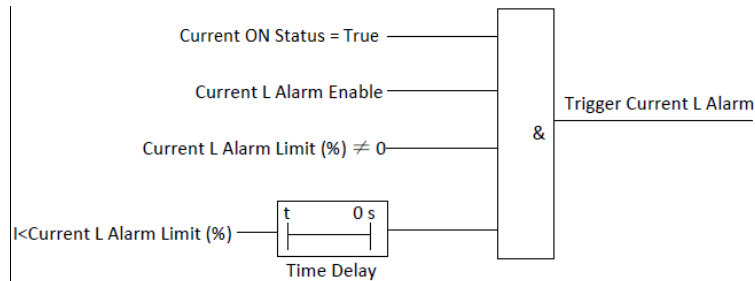 Current ON Status = True
Current L Alarm Enable
Trigger Current L Alarm
&
Current L Alarm Limit (%) ≠ 0
t 0 s
I<Current L Alarm Limit (%)
Time Delay